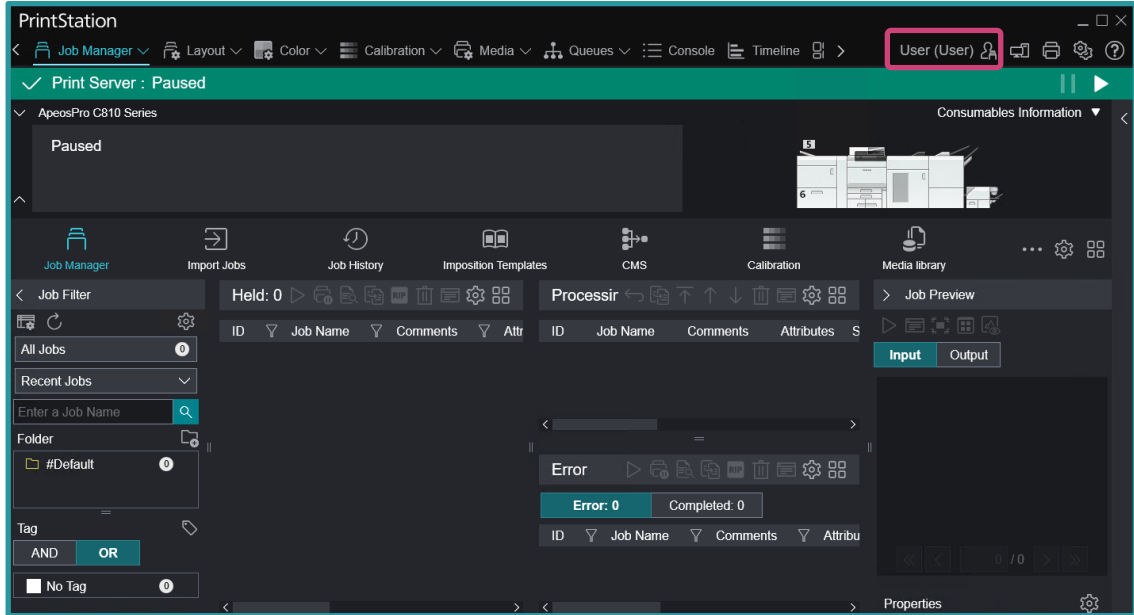 PrintStation
Job Manager Layout Color Calibration Media Queues Console Timeline User (User)
Print Server : Paused
ApeosPro C810 Series Consumables Information
Paused
5
6
Job Manager Import Jobs Job History Imposition Templates CMS Calibration Media library
Job Filter Held: 0 RIP Processir Job Preview
ID Job Name Comments Attr ID Job Name Comments Attributes S
All Jobs 0
Input Output
Recent Jobs
Enter a Job Name
Folder
#Default 0
Error RIP
Error: 0 Completed: 0
Tag
ID Job Name Comments Attribu
AND OR
0 / 0
No Tag 0
Properties